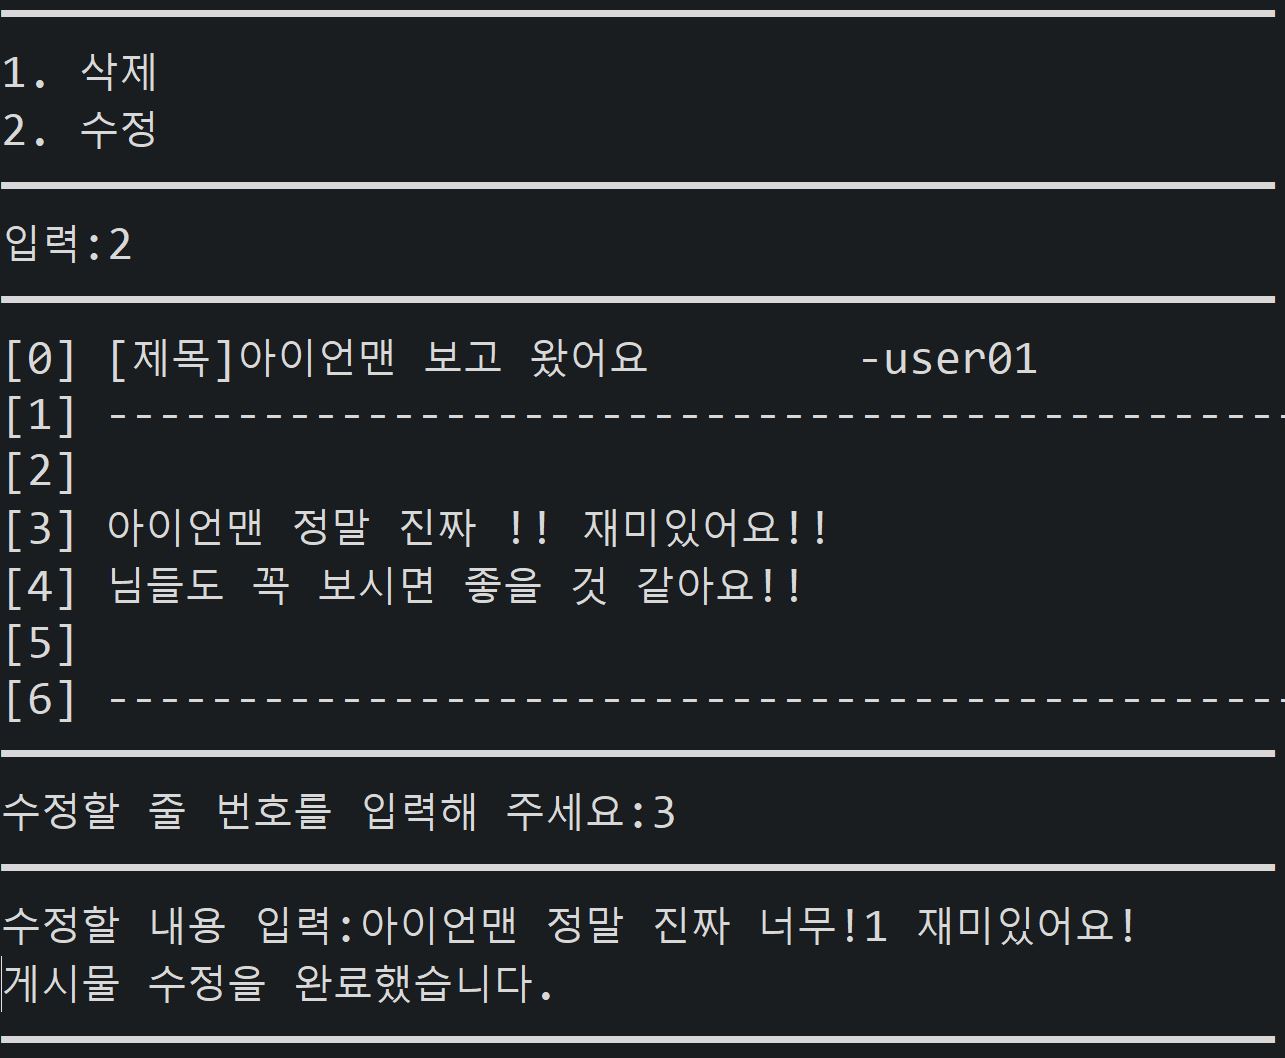 1. 삭제
2. 수정
입력:2
[0] [제목]아이언맨 보고 왔어요 -user01
[1] ---------------------------------------------
[2]
[3] 아이언맨 정말 진짜 !! 재미있어요!!
[4] 님들도 꼭 보시면 좋을 것 같아요!!
[5]
[6] ---------------------------------------------
수정할 줄 번호를 입력해 주세요:3
수정할 내용 입력:아이언맨 정말 진짜 너무!1 재미있어요!
게시물 수정을 완료했습니다.